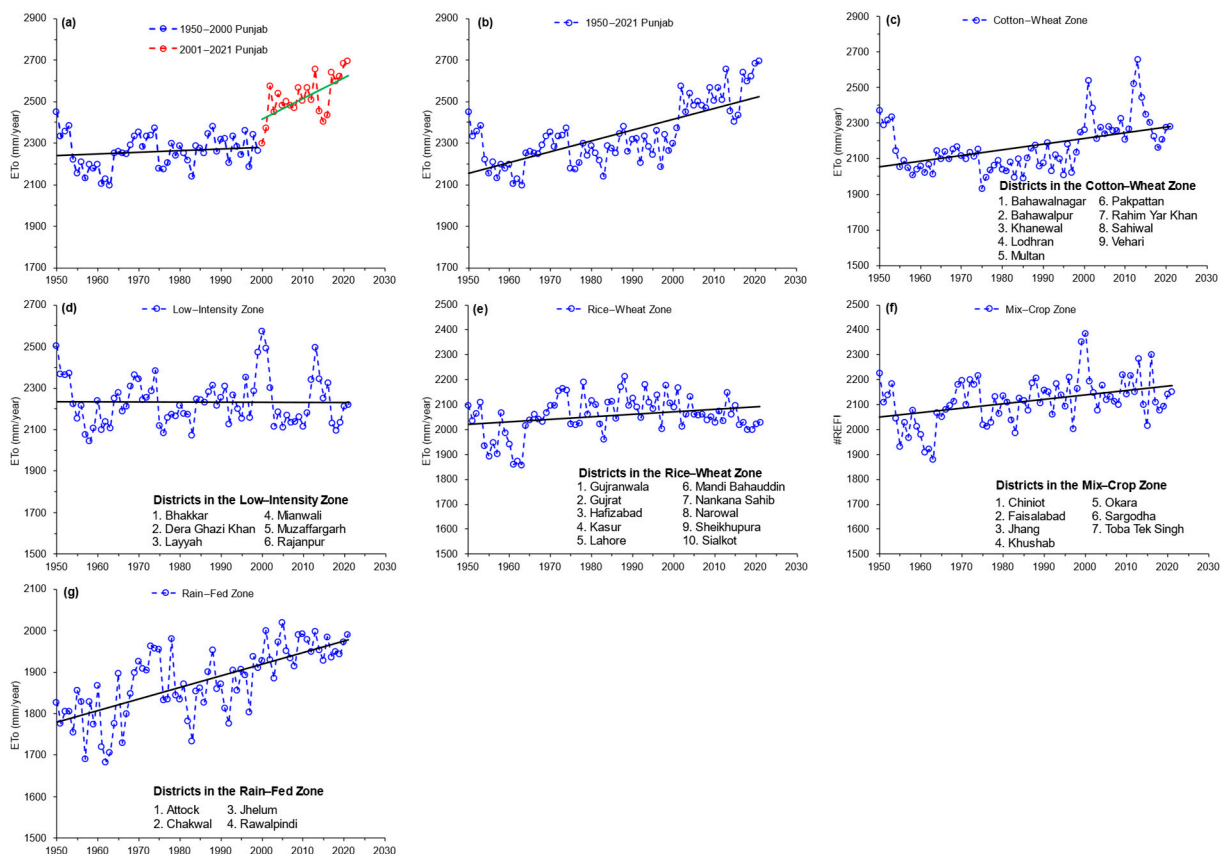 (a)
1950–2000 Punjab
2001–2021 Punjab
ETo (mm/year)
2900
2700
2500
2300
2100
1900
1700
1950 1960 1970 1980 1990 2000 2010 2020 2030
(b)
1950–2021 Punjab
ETo (mm/year)
2900
2700
2500
2300
2100
1900
1700
1950 1960 1970 1980 1990 2000 2010 2020 2030
(c)
Cotton–Wheat Zone
ETo (mm/year)
2900
2700
2500
2300
2100
1900
1700
1500
Districts in the Cotton–Wheat Zone
1. Bahawalnagar 6. Pakpattan
2. Bahawalpur 7. Rahim Yar Khan
3. Khanewal 8. Sahiwal
4. Lodhran 9. Vehari
5. Multan
1950 1960 1970 1980 1990 2000 2010 2020 2030
(d)
Low–Intensity Zone
ETo (mm/year)
2700
2500
2300
2100
1900
1700
1500
Districts in the Low–Intensity Zone
1. Bhakkar 4. Mianwali
2. Dera Ghazi Khan 5. Muzaffargarh
3. Layyah 6. Rajanpur
1950 1960 1970 1980 1990 2000 2010 2020 2030
(e)
Rice–Wheat Zone
ETo (mm/year)
2500
2400
2300
2200
2100
2000
1900
1800
1700
1600
1500
Districts in the Rice–Wheat Zone
1. Gujranwala 6. Mandi Bahauddin
2. Gujrat 7. Nankana Sahib
3. Hafizabad 8. Narowal
4. Kasur 9. Sheikhupura
5. Lahore 10. Sialkot
1950 1960 1970 1980 1990 2000 2010 2020 2030
(f)
Mix–Crop Zone
#REFI
2500
2400
2300
2200
2100
2000
1900
1800
1700
1600
1500
Districts in the Mix–Crop Zone
1. Chiniot 5. Okara
2. Faisalabad 6. Sargodha
3. Jhang 7. Toba Tek Singh
4. Khushab
1950 1960 1970 1980 1990 2000 2010 2020 2030
(g)
Rain–Fed Zone
ETo (mm/year)
2100
2000
1900
1800
1700
1600
1500
Districts in the Rain–Fed Zone
1. Attock 3. Jhelum
2. Chakwal 4. Rawalpindi
1950 1960 1970 1980 1990 2000 2010 2020 2030